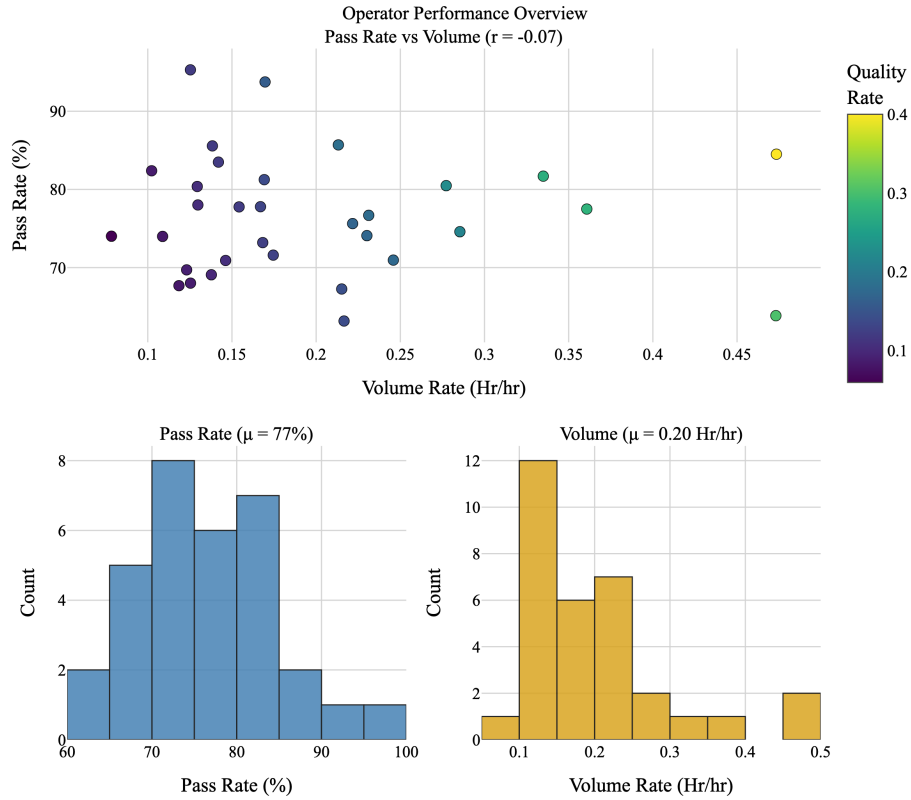 Operator Performance Overview
Pass Rate vs Volume (r = -0.07)
Quality
Rate
0.4
0.3
0.2
0.1
Pass Rate (%)
90
80
70
0.1 0.15 0.2 0.25 0.3 0.35 0.4 0.45
Volume Rate (Hr/hr)
Pass Rate (μ = 77%)
Count
8
6
4
2
0
60 70 80 90 100
Pass Rate (%)
Volume (μ = 0.20 Hr/hr)
Count
12
10
8
6
4
2
0
0.1 0.2 0.3 0.4 0.5
Volume Rate (Hr/hr)